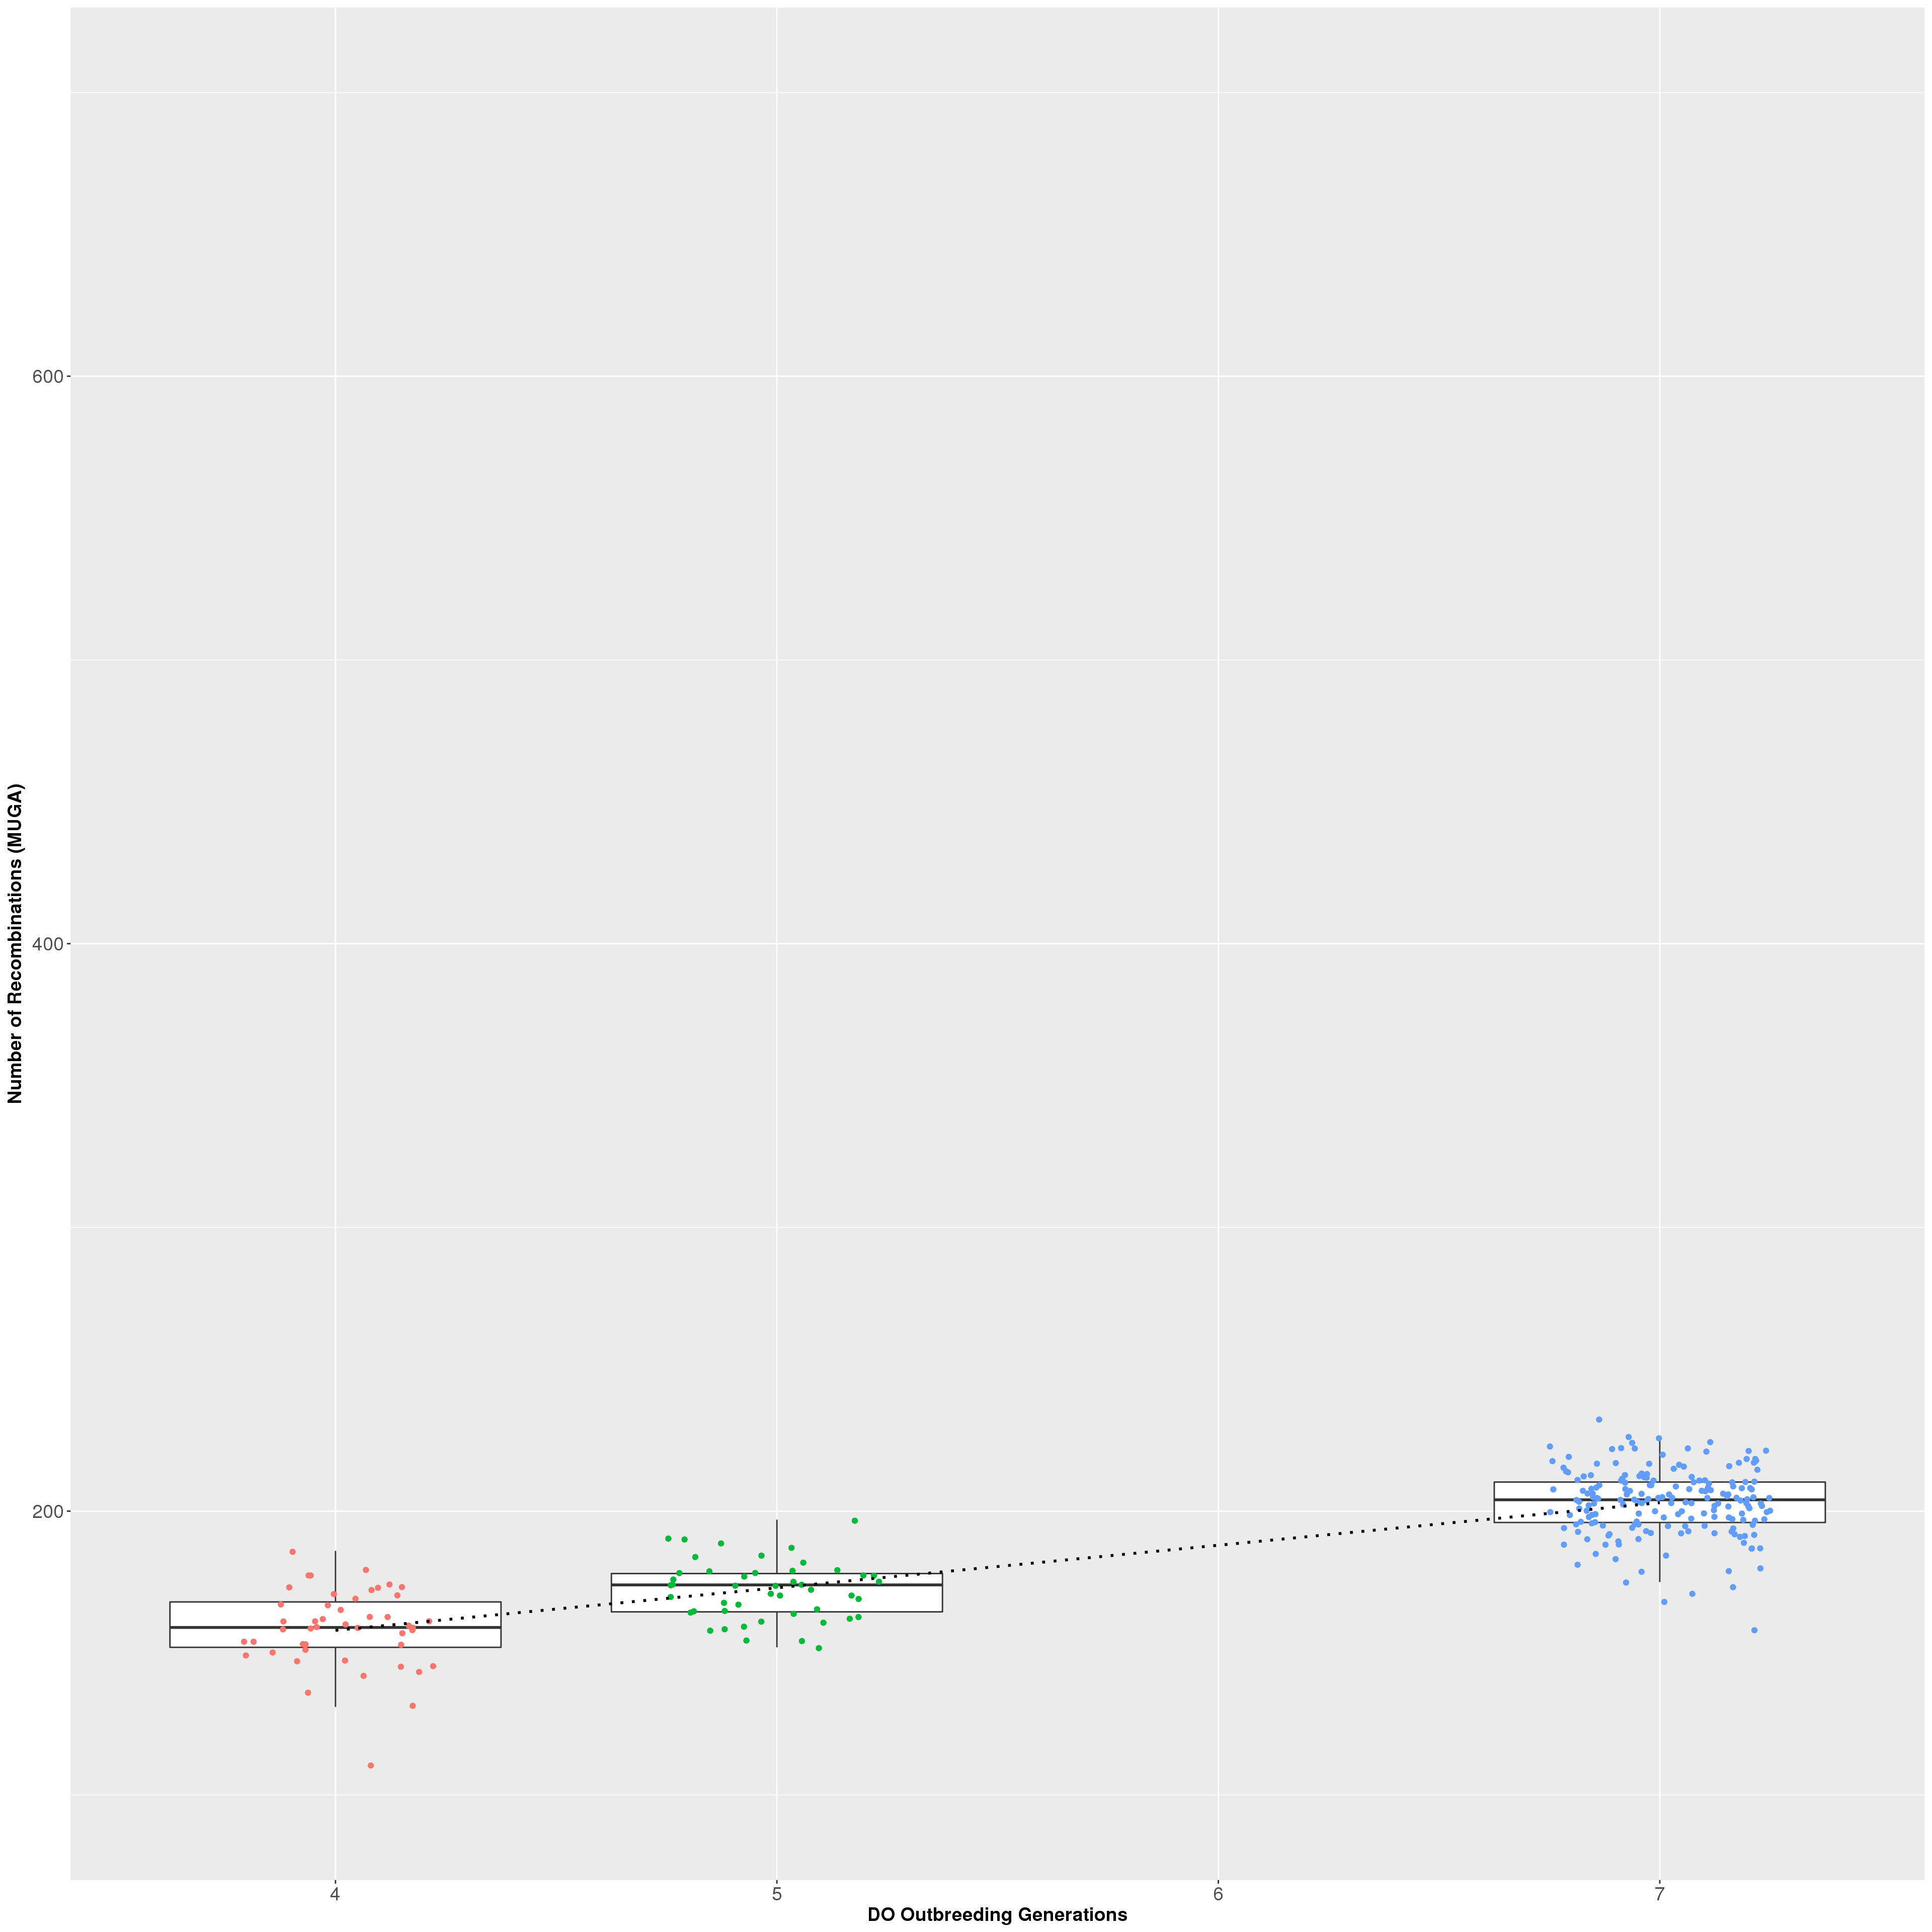 Number of Recombinations (MUGA)
600
400
200
4 5 6 7
DO Outbreeding Generations